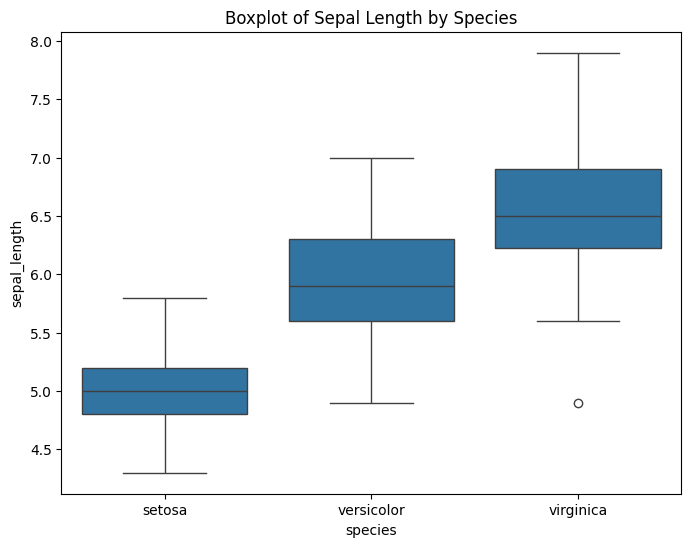 Boxplot of Sepal Length by Species
8.0
7.5
7.0
6.5
6.0
5.5
5.0
4.5
sepal_length
setosa versicolor virginica
species